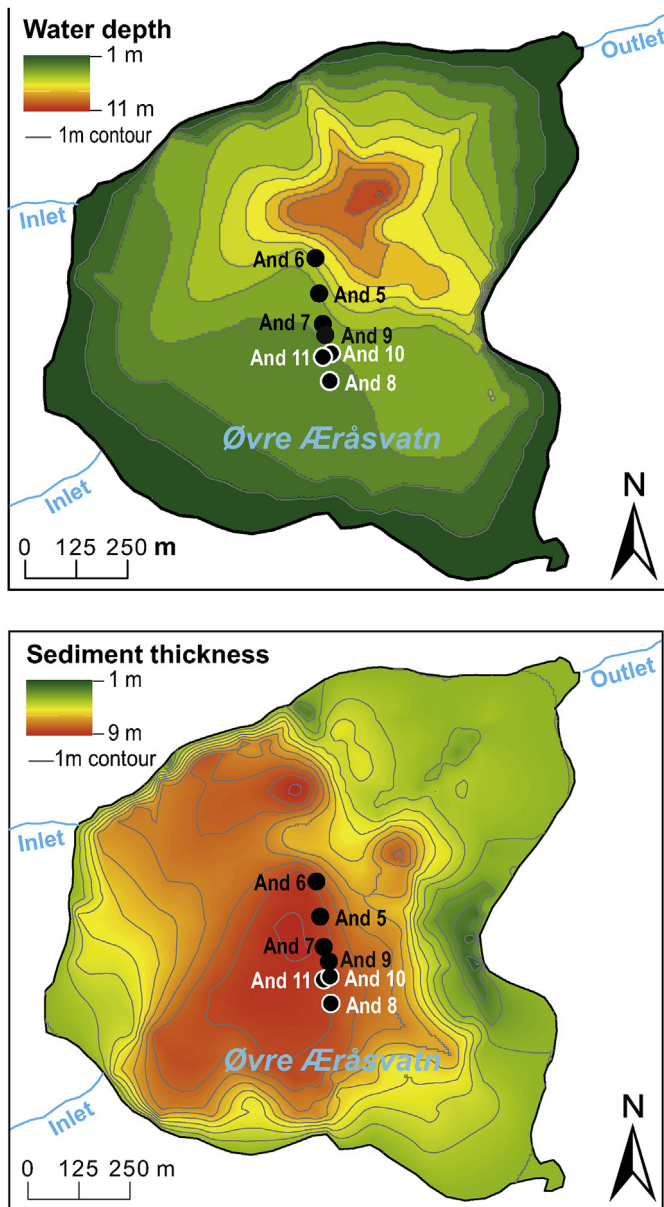 Water depth
1 m
11 m
1m contour
Outlet
Inlet
And 6
And 5
And 7
And 9
And 11
And 10
And 8
Øvre Æråsvatn
Inlet
N
0 125 250 m
Sediment thickness
1 m
9 m
1m contour
Outlet
Inlet
And 6
And 5
And 7
And 9
And 11
And 10
And 8
Øvre Æråsvatn
Inlet
N
0 125 250 m